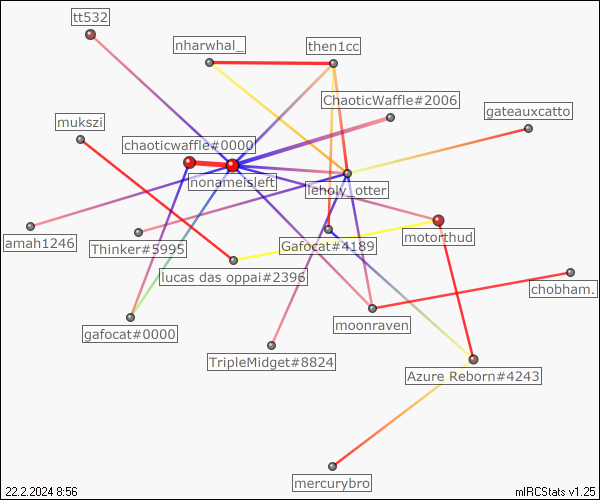 tt532
nharwhal_
then1cc
ChaoticWaffle#2006
gateauxcatto
mukszi
chaoticwaffle#0000
nonameisleft
leholy_otter
amah1246
Thinker#5995
Gafocat#4189
motorthud
lucas das oppai#2396
chobham.
gafocat#0000
moonraven
TripleMidget#8824
Azure Reborn#4243
mercurybro
22.2.2024 8:56
mIRCStats v1.25